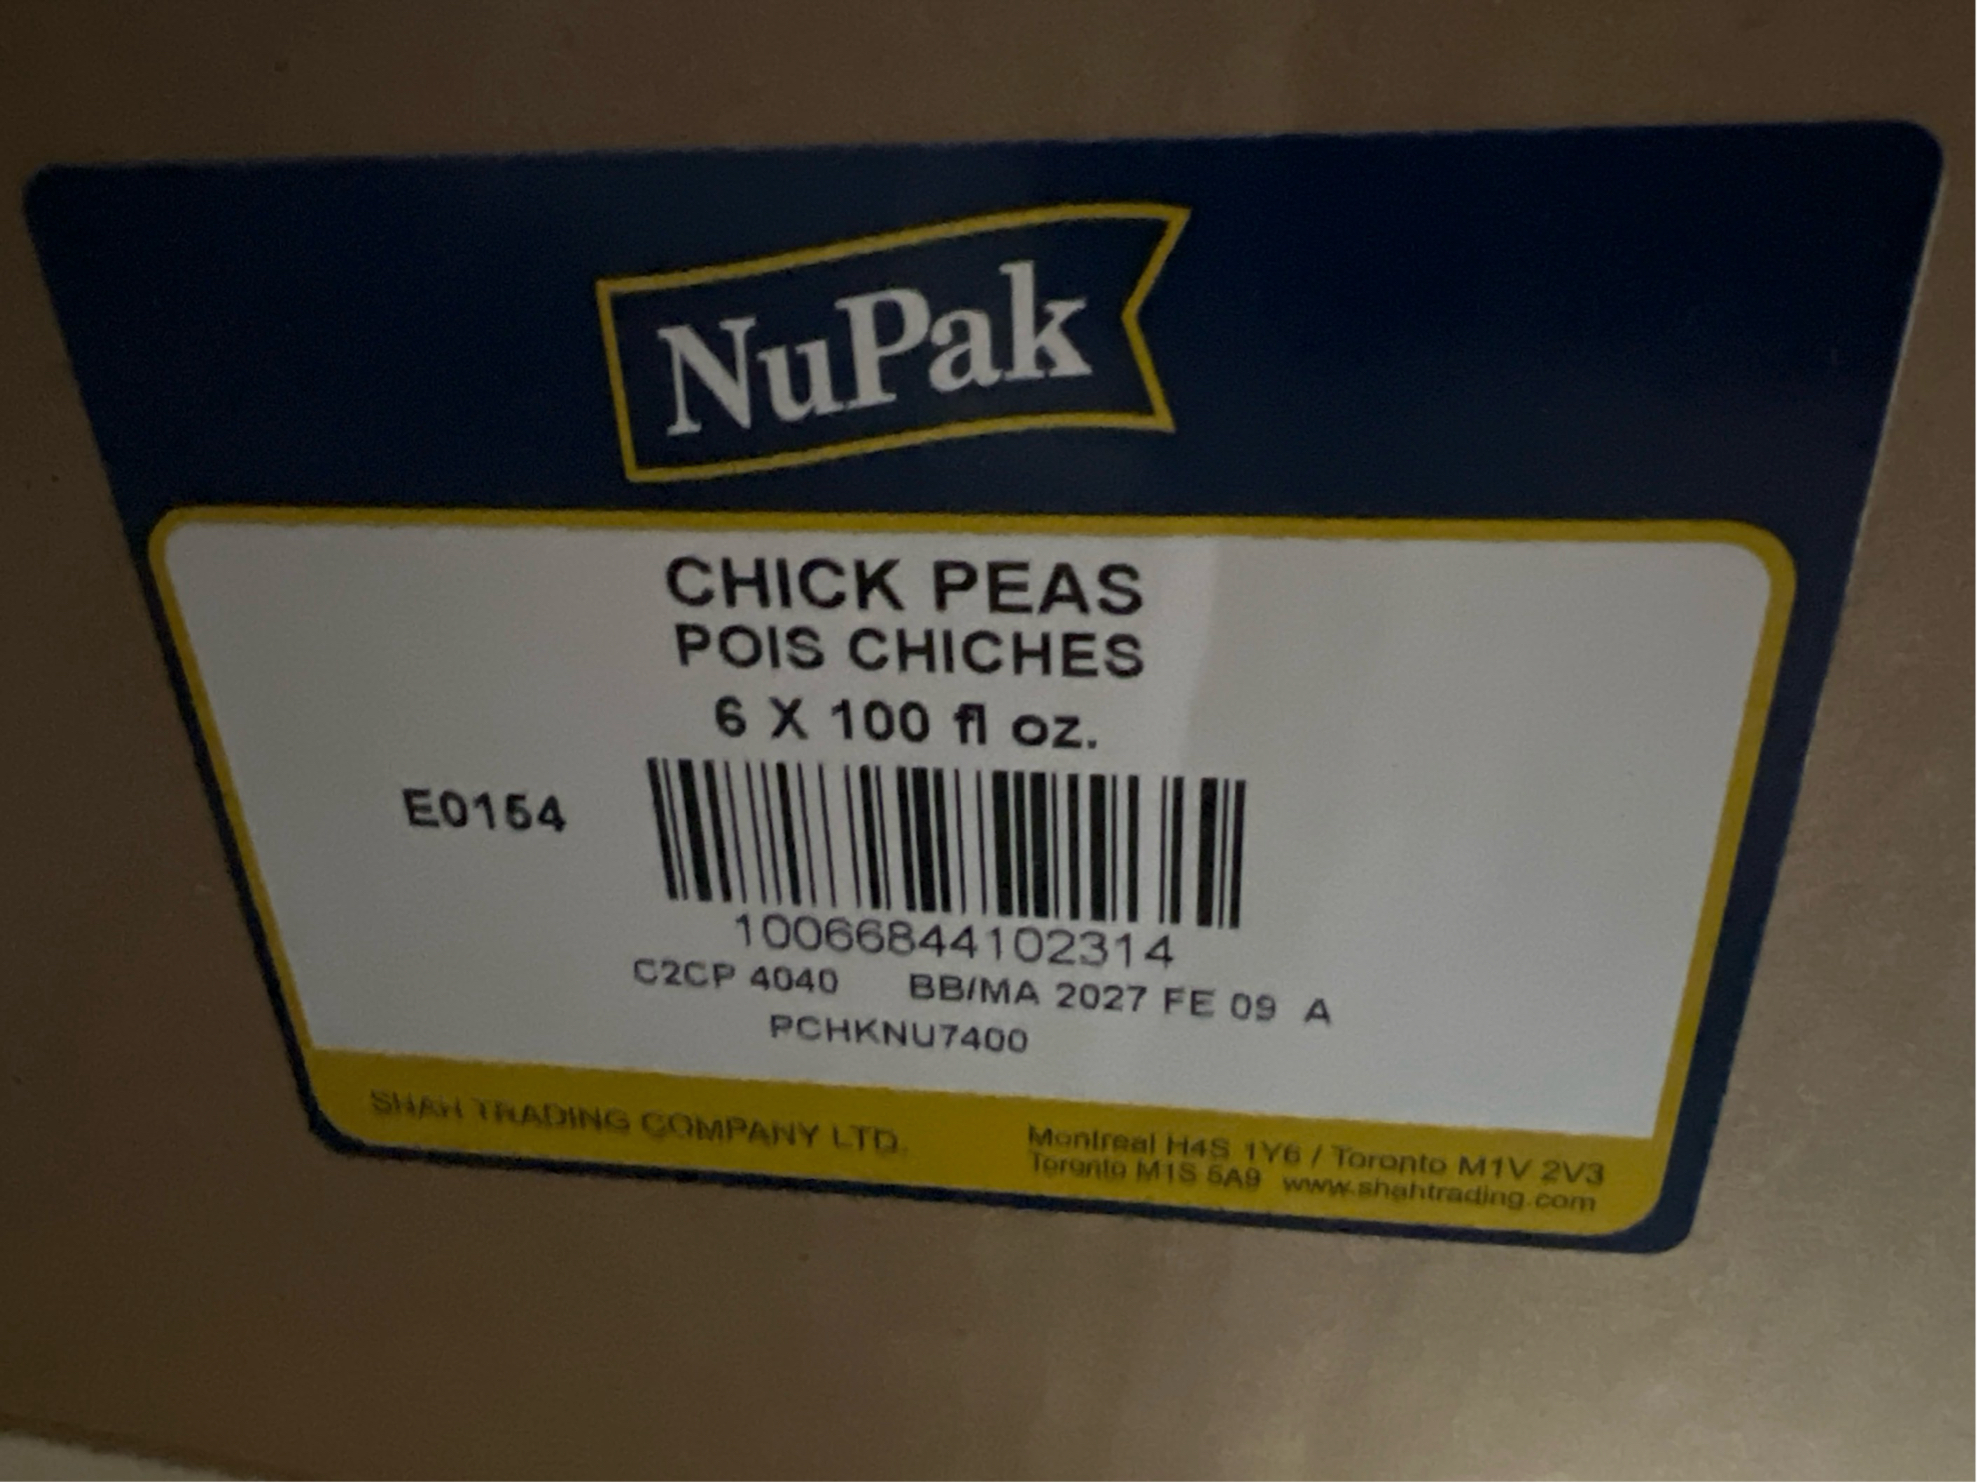 NuPak
CHICK PEAS
POIS CHICHES
6 X 100 fl oz.
E0154
10066844102314
C2CP 4040 BB/MA 2027 FE 09 A
PCHKNU7400
SHAH TRADING COMPANY LTD.
Montreal H4S 1Y6 / Toronto M1V 2V3
Toronto M1S 5A9 www.shahtrading.com